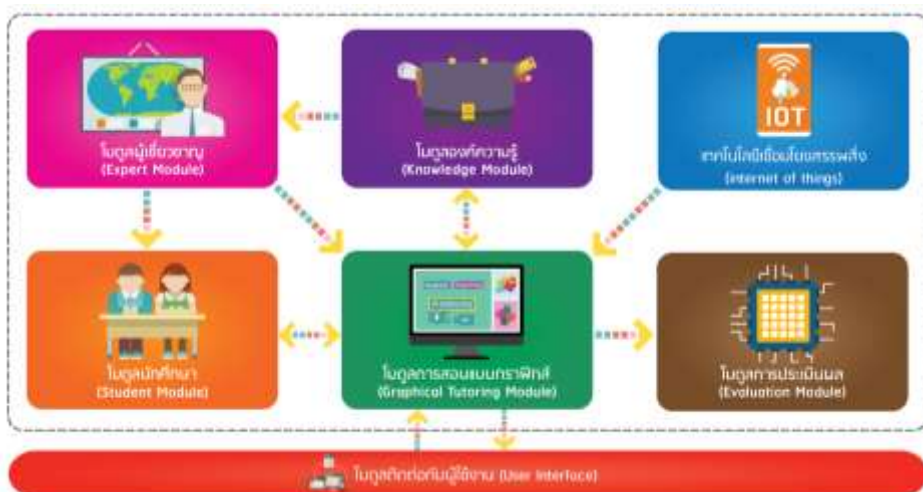 โมดูลผู้เชี่ยวชาญ
(Expert Module)
โมดูลองค์ความรู้
(Knowledge Module)
IOT
เทคโนโลยีเชื่อมโยงสรรพสิ่ง
(internet of things)
โมดูลนักศึกษา
(Student Module)
โมดูลการสอนแบบกราฟิกส์
(Graphical Tutoring Module)
โมดูลการประเมินผล
(Evaluation Module)
โมดูลติดต่อกับผู้ใช้งาน (User Interface)